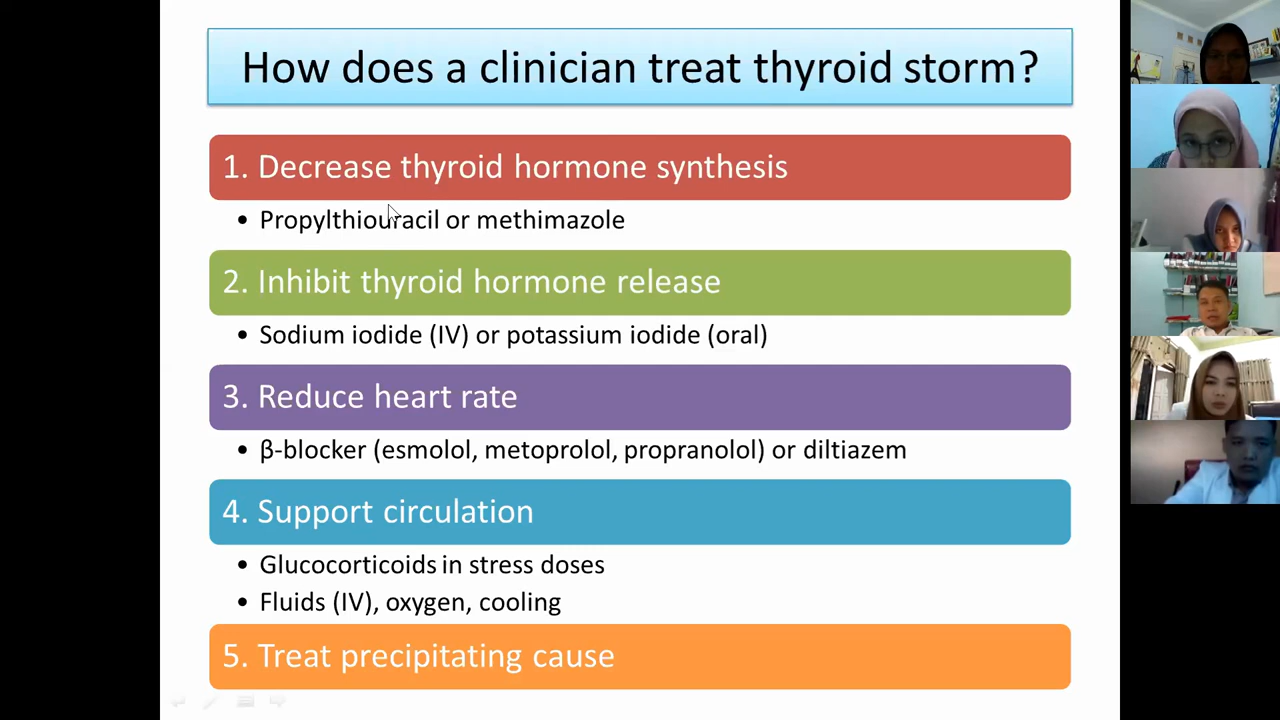 How does a clinician treat thyroid storm?
1. Decrease thyroid hormone synthesis
• Propylthiouracil or methimazole
2. Inhibit thyroid hormone release
• Sodium iodide (IV) or potassium iodide (oral)
3. Reduce heart rate
• β-blocker (esmolol, metoprolol, propranolol) or diltiazem
4. Support circulation
• Glucocorticoids in stress doses
• Fluids (IV), oxygen, cooling
5. Treat precipitating cause